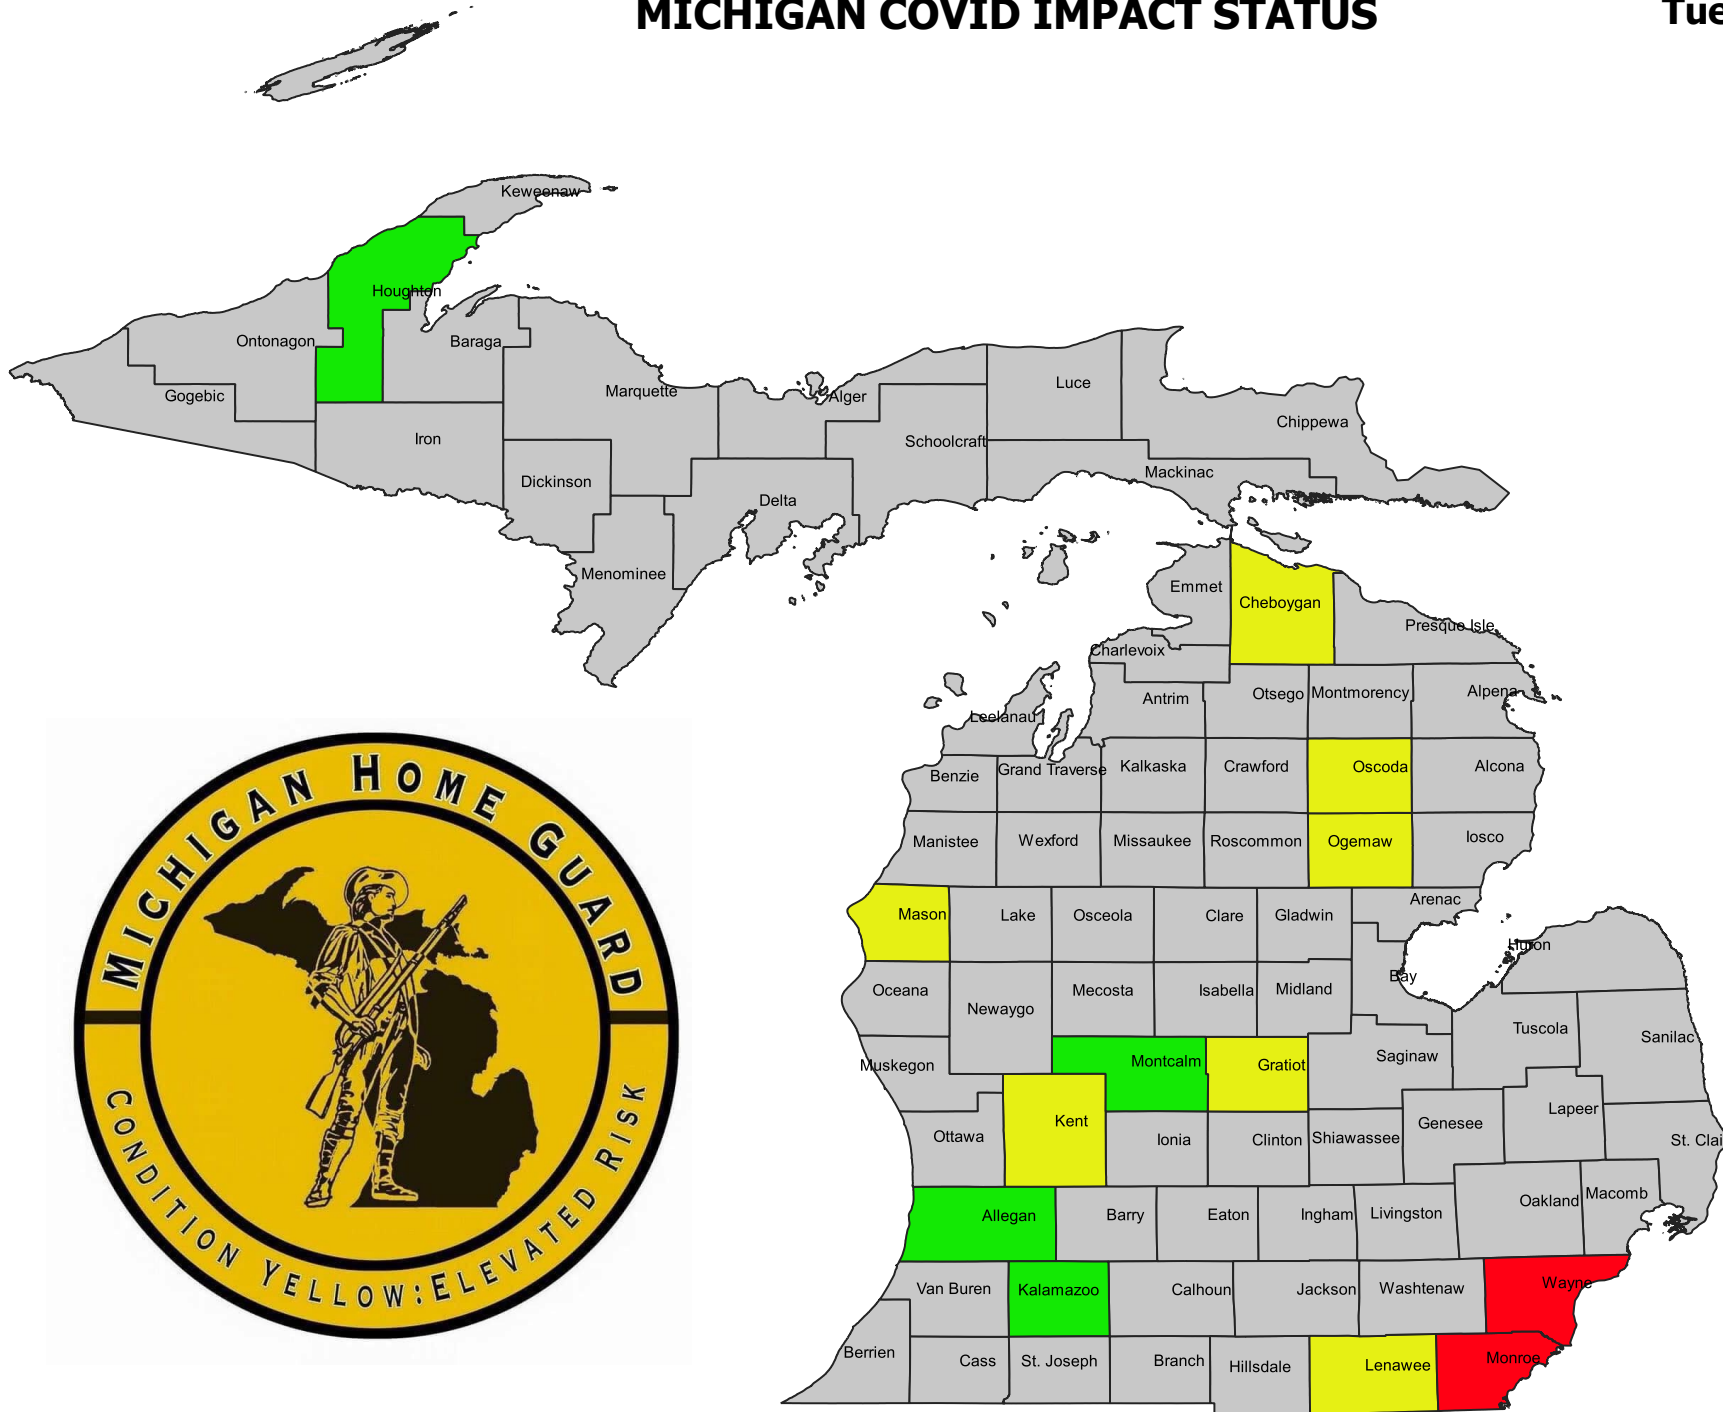 MICHIGAN COVID IMPACT STATUS
Tue
Keweenaw
Houghton
Ontonagon
Baraga
Gogebic
Marquette
Alger
Luce
Chippewa
Iron
Schoolcraft
Mackinac
Dickinson
Delta
Menominee
Emmet
Cheboygan
Presque Isle
Charlevoix
Antrim
Otsego
Montmorency
Alpena
Leelanau
Benzie
Grand Traverse
Kalkaska
Crawford
Oscoda
Alcona
Manistee
Wexford
Missaukee
Roscommon
Ogemaw
Iosco
Mason
Lake
Osceola
Clare
Gladwin
Arenac
Huron
Oceana
Newaygo
Mecosta
Isabella
Midland
Bay
Tuscola
Sanilac
Muskegon
Montcalm
Gratiot
Saginaw
Kent
Ottawa
Ionia
Clinton
Shiawassee
Genesee
Lapeer
St. Clai
Allegan
Barry
Eaton
Ingham
Livingston
Oakland
Macomb
Van Buren
Kalamazoo
Calhoun
Jackson
Washtenaw
Wayne
Berrien
Cass
St. Joseph
Branch
Hillsdale
Lenawee
Monroe
MICHIGAN HOME GUARD
CONDITION YELLOW: ELEVATED RISK